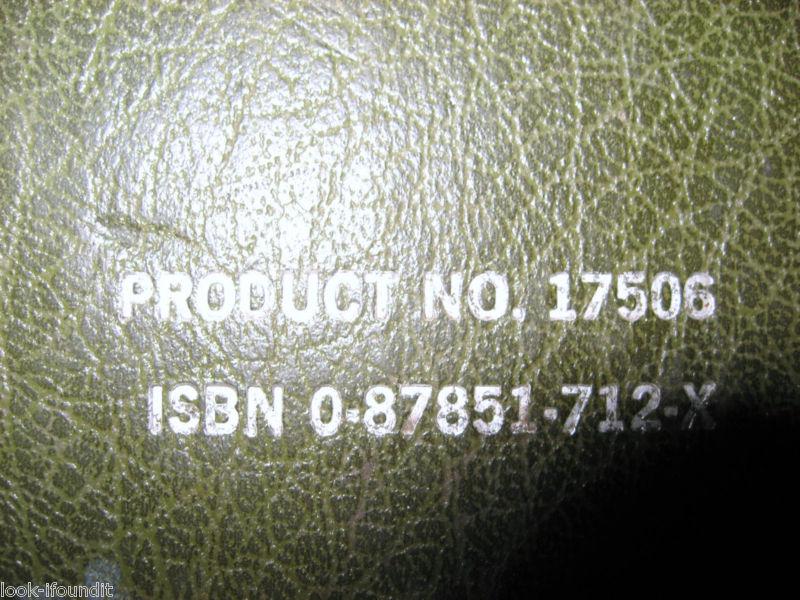 PRODUCT NO. 17506
ISBN 0-87851-712-X
look-ifoundit